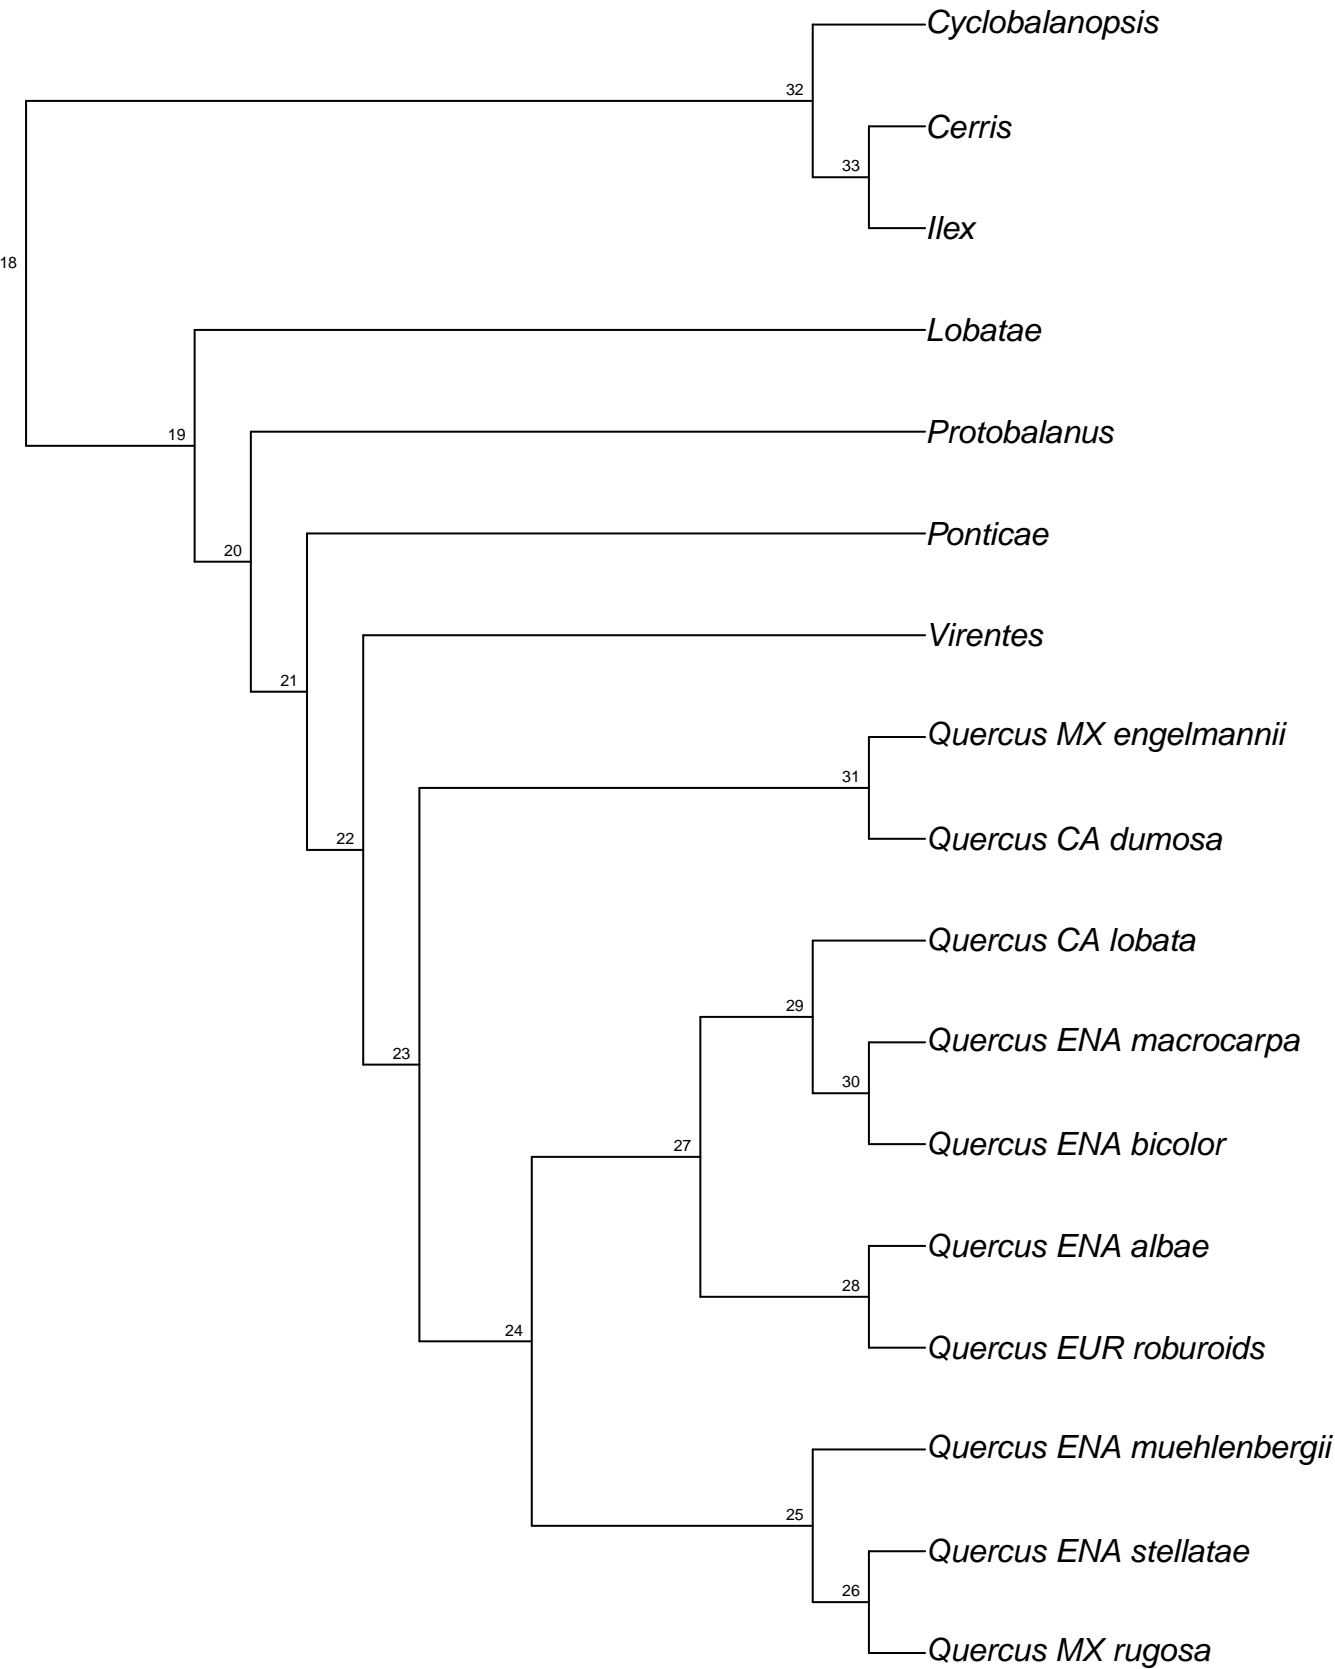 Cyclobalanopsis
32
Cerris
33
Ilex
18
Lobatae
19
Protobalanus
20
Ponticae
21
Virentes
Quercus MX engelmannii
31
22
Quercus CA dumosa
Quercus CA lobata
29
Quercus ENA macrocarpa
23
30
Quercus ENA bicolor
27
Quercus ENA albae
28
24
Quercus EUR roburoids
Quercus ENA muehlenbergii
25
Quercus ENA stellatae
26
Quercus MX rugosa